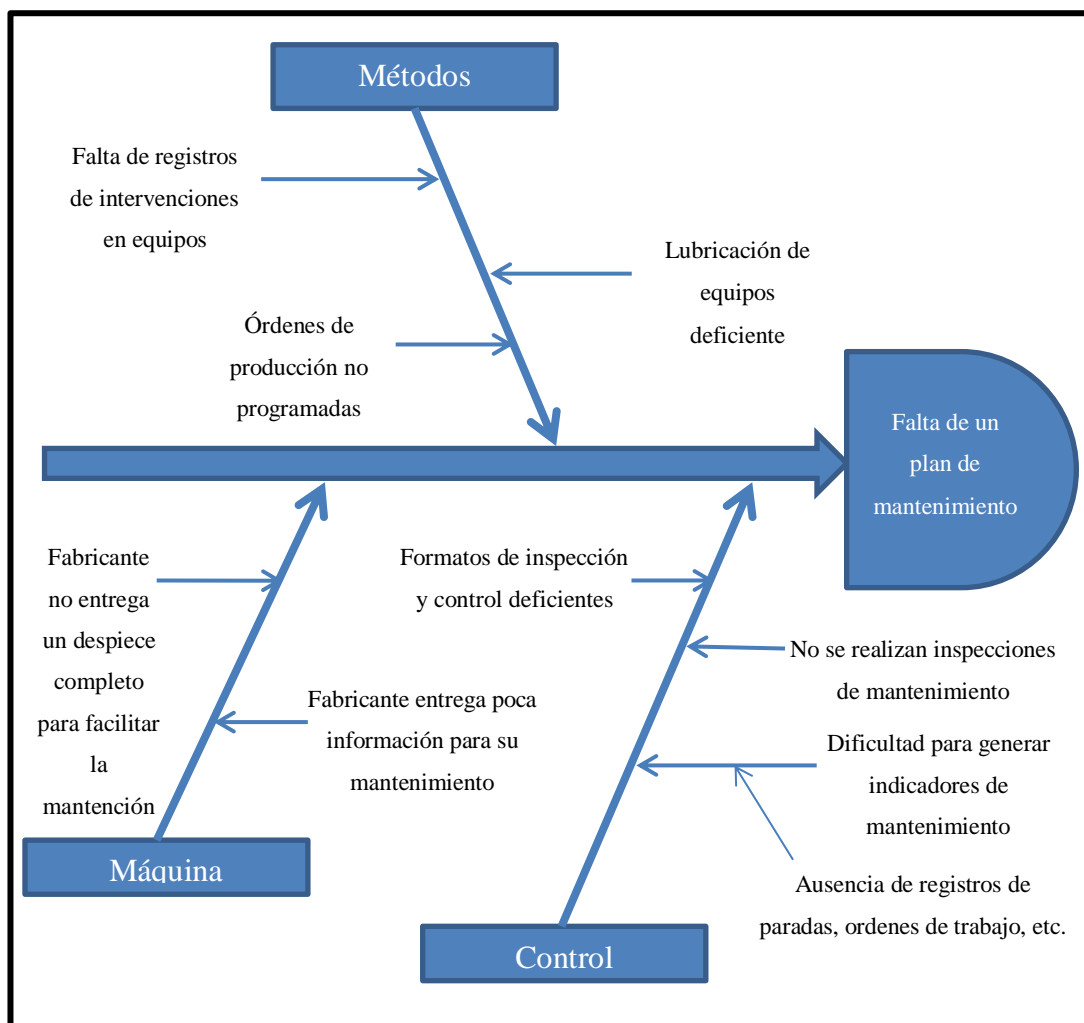 Métodos
Falta de registros
de intervenciones
en equipos
Lubricación de
equipos
deficiente
Órdenes de
producción no
programadas
Falta de un
plan de
mantenimiento
Fabricante
no entrega
un despiece
completo
para facilitar
la
mantención
Fabricante entrega poca
información para su
mantenimiento
Formatos de inspección
y control deficientes
No se realizan inspecciones
de mantenimiento
Dificultad para generar
indicadores de
mantenimiento
Ausencia de registros de
paradas, ordenes de trabajo, etc.
Máquina
Control